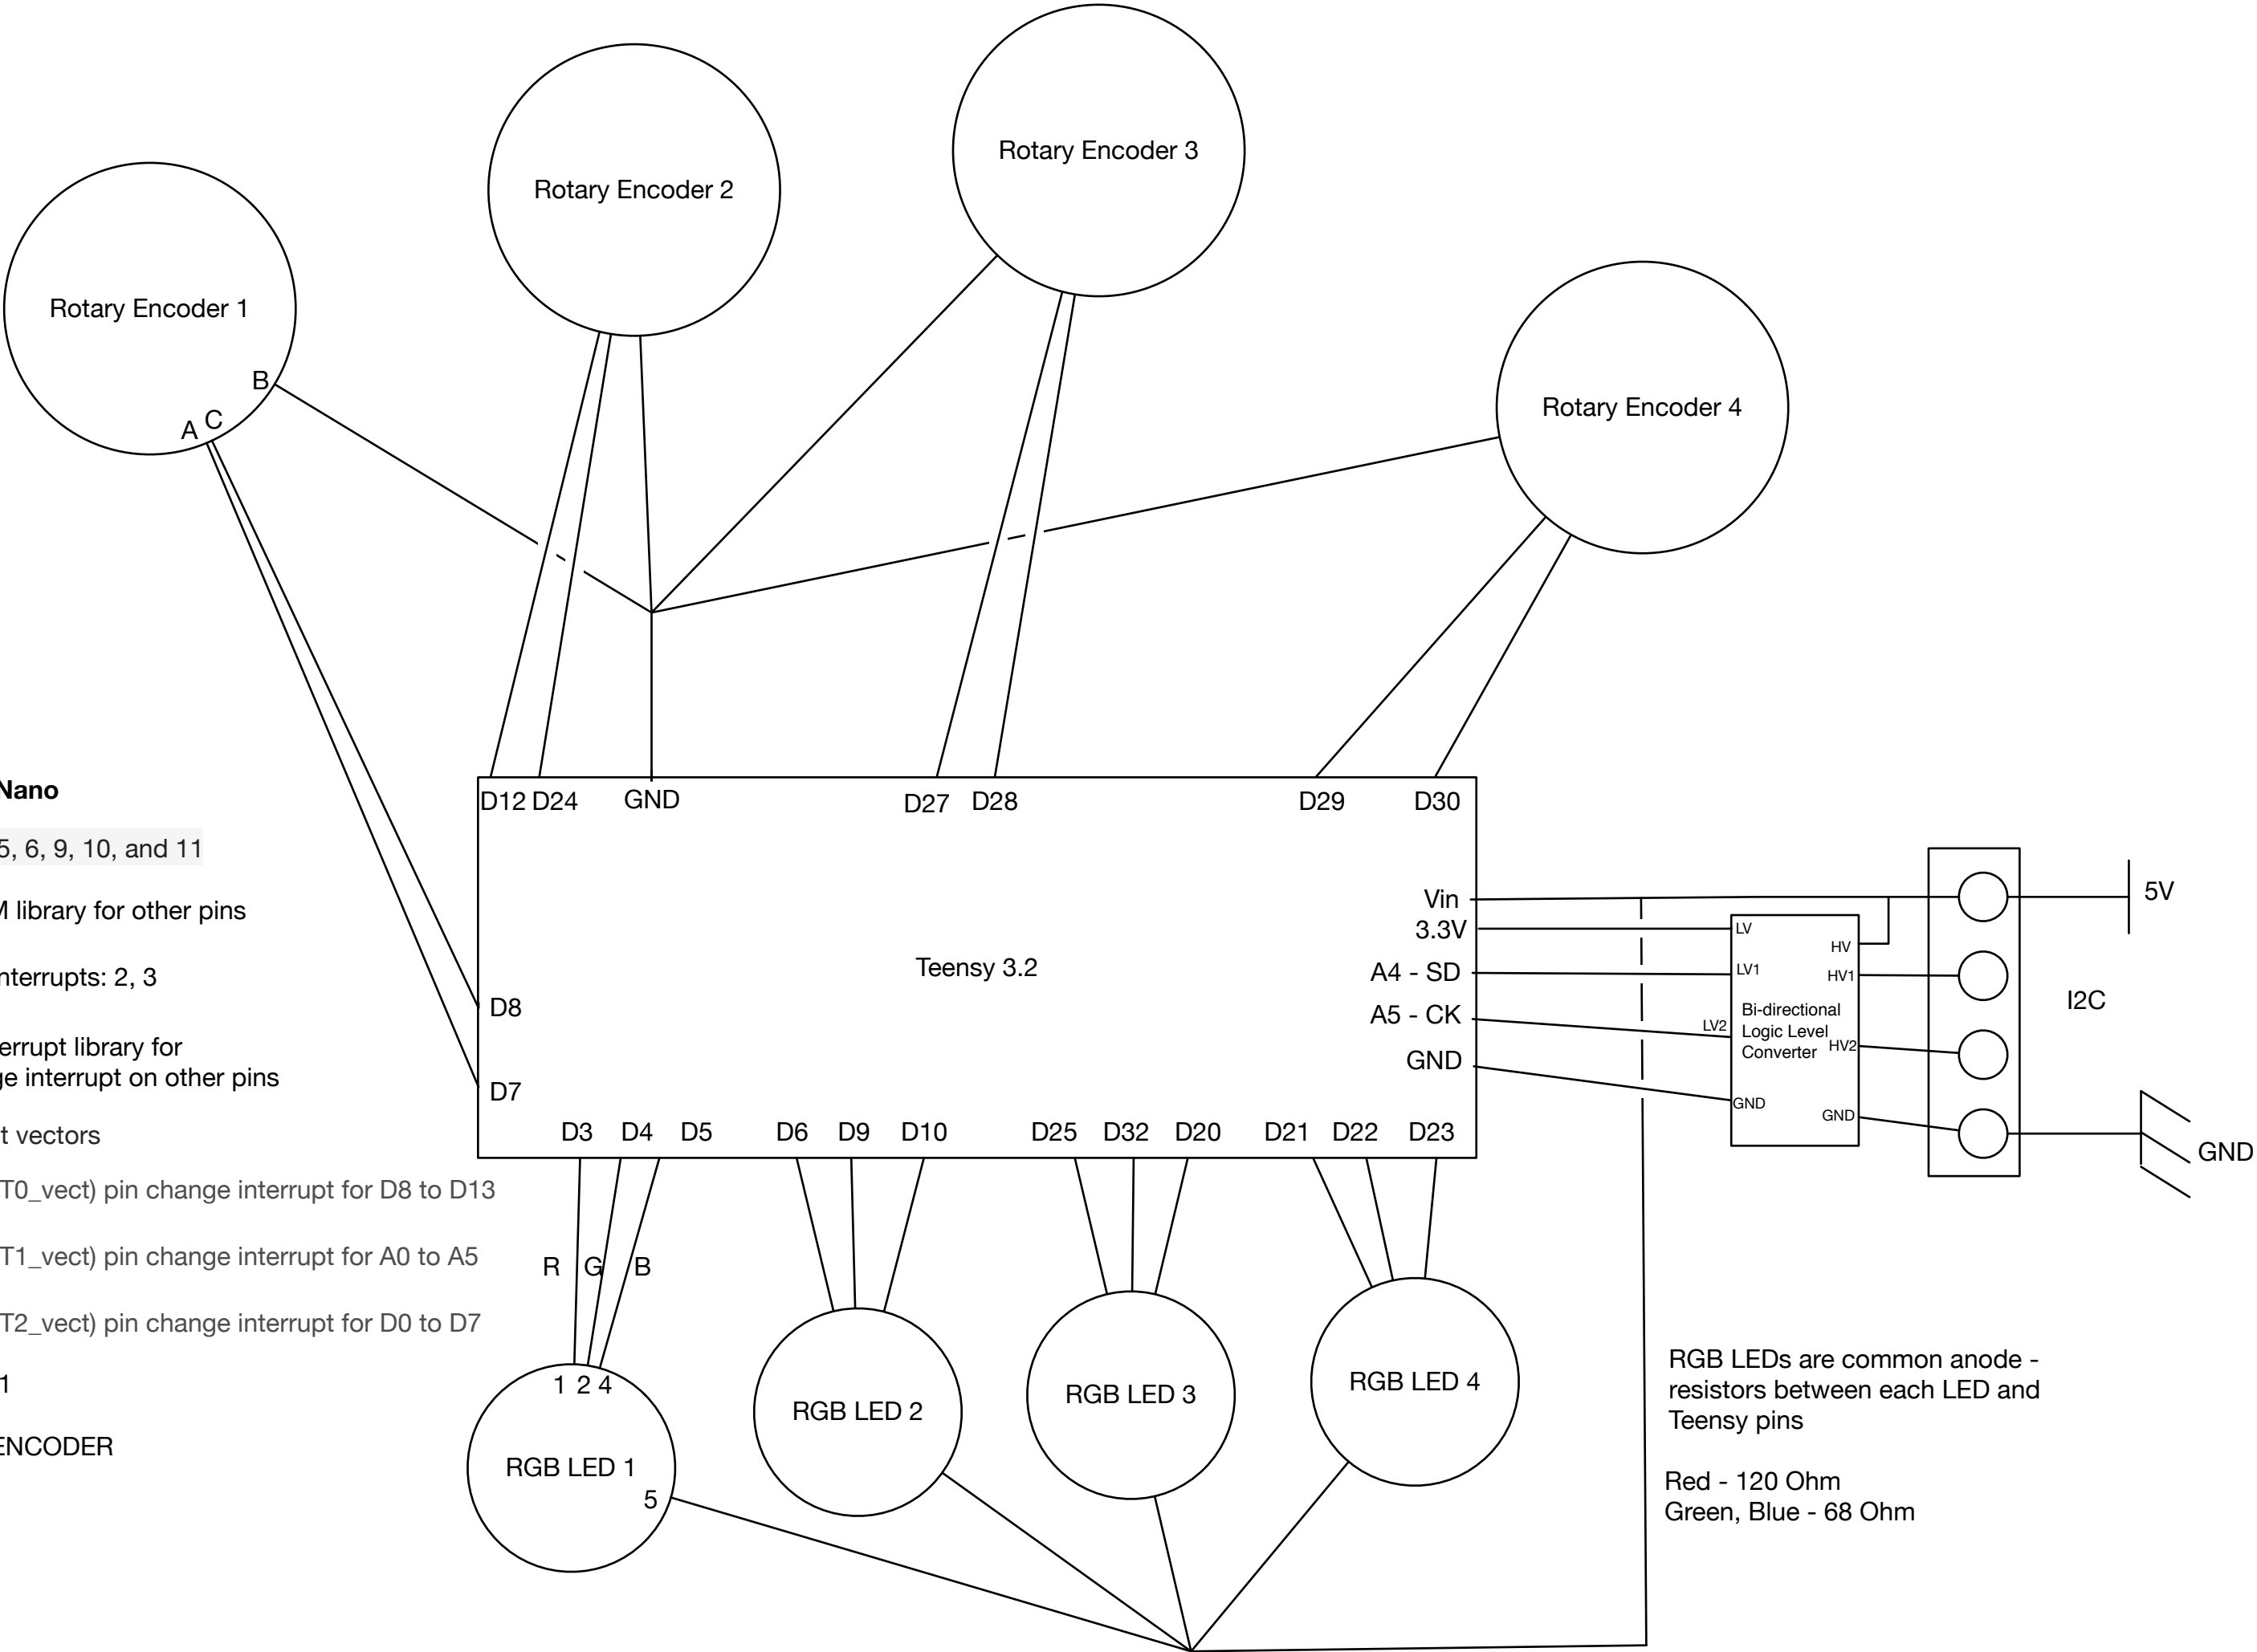 Rotary Encoder 1
Rotary Encoder 2
Rotary Encoder 3
Rotary Encoder 4
B
A C
Nano
5, 6, 9, 10, and 11
M library for other pins
nterrupts: 2, 3
errupt library for
ge interrupt on other pins
t vectors
T0_vect) pin change interrupt for D8 to D13
T1_vect) pin change interrupt for A0 to A5
T2_vect) pin change interrupt for D0 to D7
1
ENCODER
D12 D24 GND D27 D28 D29 D30
Teensy 3.2
D8
D7
Vin
3.3V
A4 - SD
A5 - CK
GND
D3 D4 D5 D6 D9 D10 D25 D32 D20 D21 D22 D23
LV
HV
LV1
HV1
Bi-directional
Logic Level
Converter
LV2
HV2
GND
GND
5V
I2C
GND
R G B
1 2 4
RGB LED 1
5
RGB LED 2
RGB LED 3
RGB LED 4
RGB LEDs are common anode -
resistors between each LED and
Teensy pins
Red - 120 Ohm
Green, Blue - 68 Ohm